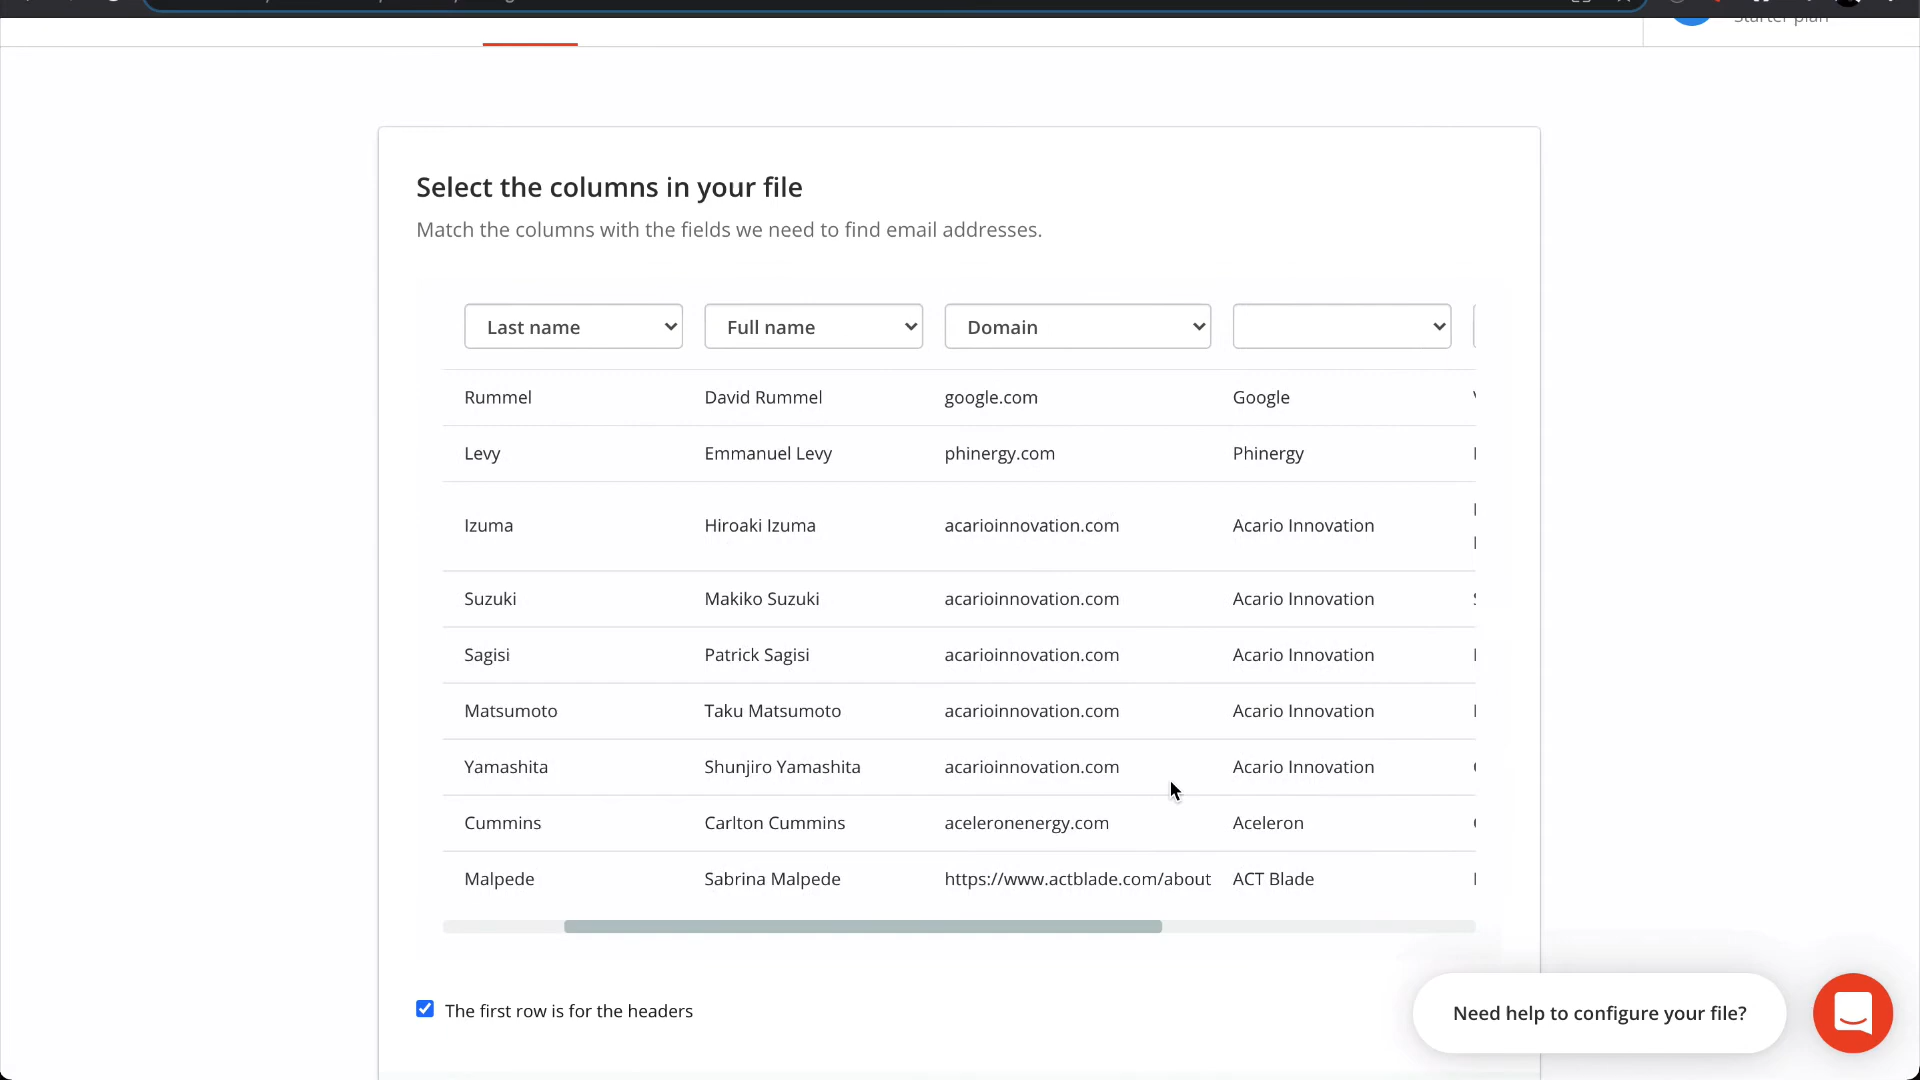 Starter plan
Select the columns in your file
Match the columns with the fields we need to find email addresses.
Last name Full name Domain
Rummel David Rummel google.com Google
Levy Emmanuel Levy phinergy.com Phinergy
Izuma Hiroaki Izuma acarioinnovation.com Acario Innovation
Suzuki Makiko Suzuki acarioinnovation.com Acario Innovation
Sagisi Patrick Sagisi acarioinnovation.com Acario Innovation
Matsumoto Taku Matsumoto acarioinnovation.com Acario Innovation
Yamashita Shunjiro Yamashita acarioinnovation.com Acario Innovation
Cummins Carlton Cummins aceleronenergy.com Aceleron
Malpede Sabrina Malpede https://www.actblade.com/about ACT Blade
The first row is for the headers
Need help to configure your file?